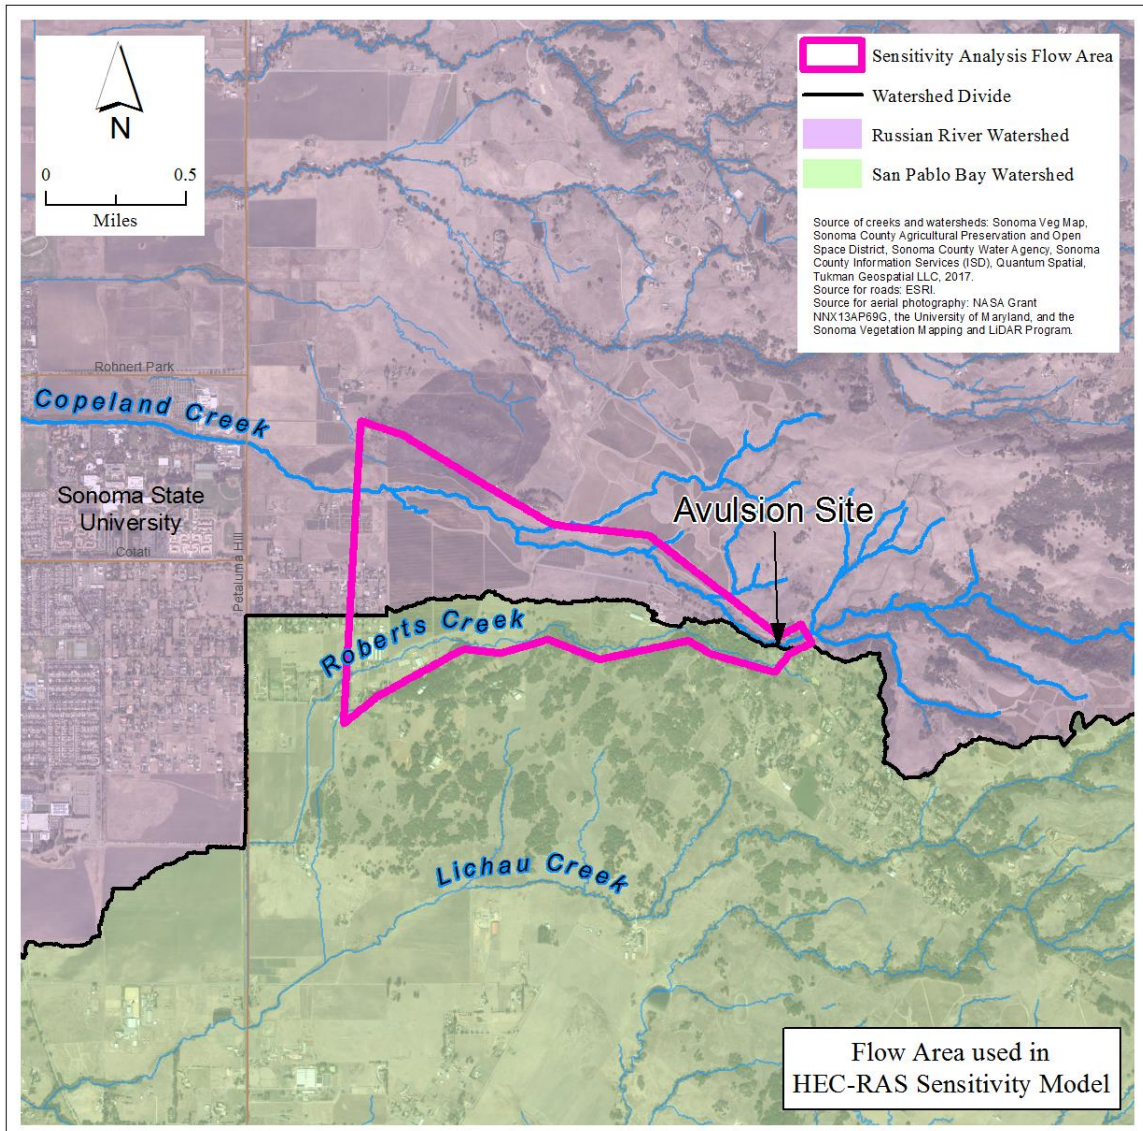 N
0 0.5
Miles
Sensitivity Analysis Flow Area
Watershed Divide
Russian River Watershed
San Pablo Bay Watershed
Source of creeks and watersheds: Sonoma Veg Map,
Sonoma County Agricultural Preservation and Open
Space District, Sonoma County Water Agency, Sonoma
County Information Services (ISD), Quantum Spatial,
Tukman Geospatial LLC, 2017.
Source for roads: ESRI.
Source for aerial photography: NASA Grant
NNX13AP69G, the University of Maryland, and the
Sonoma Vegetation Mapping and LiDAR Program.
Rohnert Park
Copeland Creek
Sonoma State
University
Cotati
Petaluma Hill
Avulsion Site
Roberts Creek
Lichau Creek
Flow Area used in
HEC-RAS Sensitivity Model